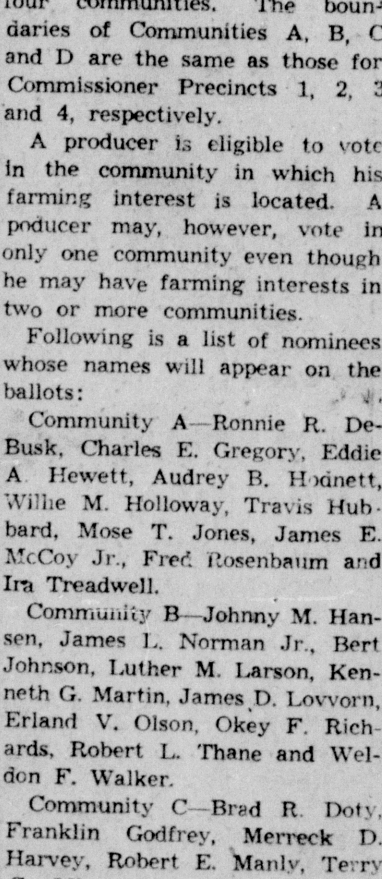 four communities. The boun-
daries of Communities A, B, C
and D are the same as those for
Commissioner Precincts 1, 2, 3
and 4, respectively.
A producer is eligible to vote
in the community in which his
farming interest is located. A
poducer may, however, vote in
only one community even though
he may have farming interests in
two or more communities.
Following is a list of nominees
whose names will appear on the
ballots:
Community A—Ronnie R. De-
Busk, Charles E. Gregory, Eddie
A. Hewett, Audrey B. Hodnett,
Willie M. Holloway, Travis Hub-
bard, Mose T. Jones, James E.
McCoy Jr., Fred Rosenbaum and
Ira Treadwell.
Community B—Johnny M. Han-
sen, James L. Norman Jr., Bert
Johnson, Luther M. Larson, Ken-
neth G. Martin, James D. Lovvorn,
Erland V. Olson, Okey F. Rich-
ards, Robert L. Thane and Wel-
don F. Walker.
Community C—Brad R. Doty,
Franklin Godfrey, Merreck D.
Harvey, Robert E. Manly, Terry